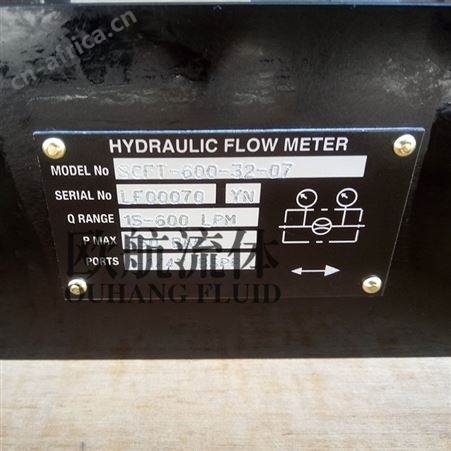 cn-africa.com
HYDRAULIC FLOW METER
MODEL No SCFT-600-32-07
SERIAL No LF00070 YN
Q RANGE 15-600 LPM
P MAX
PORTS
欧航流体
OUHANG FLUID